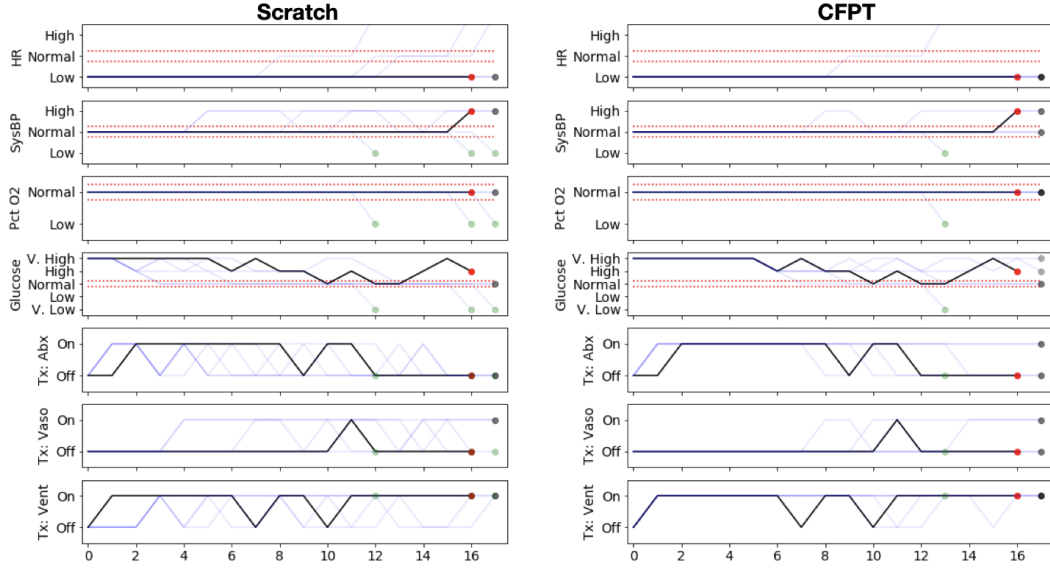 Scratch CFPT
HR High Normal Low
HR High Normal Low
SysBP High Normal Low
SysBP High Normal Low
Pct O2 Normal Low
Pct O2 Normal Low
Glucose V. High High Normal Low V. Low
Glucose V. High High Normal Low V. Low
Tx: Abx On Off
Tx: Abx On Off
Tx: Vaso On Off
Tx: Vaso On Off
Tx: Vent On Off
Tx: Vent On Off
0 2 4 6 8 10 12 14 16
0 2 4 6 8 10 12 14 16